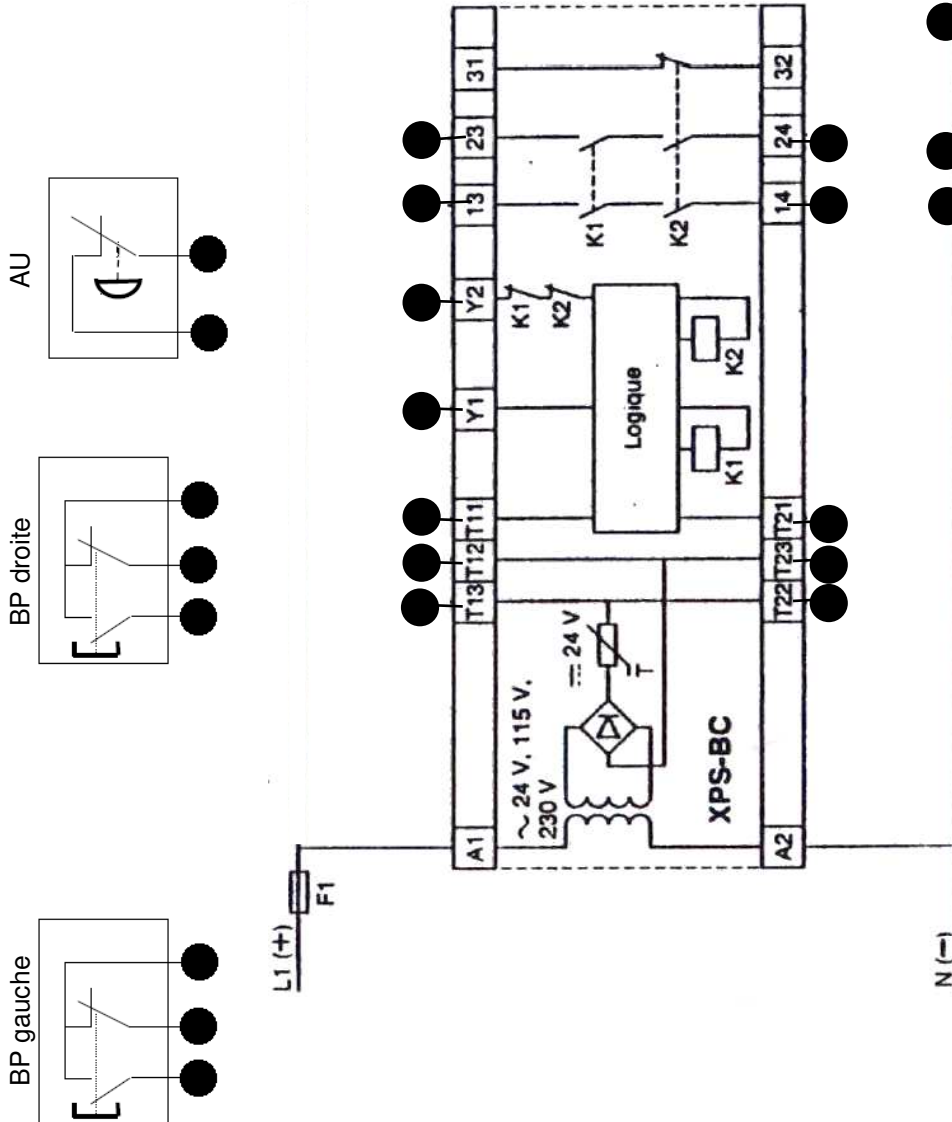 BP gauche
BP droite
AU
L1 (+)
F1
A1
T13
T12
T11
Y1
Y2
13
23
31
~ 24 V, 115 V,
230 V
⎓ 24 V
T
XPS-BC
Logique
K1
K2
K1
K2
K1
K2
A2
T22
T23
T21
14
24
32
N (–)